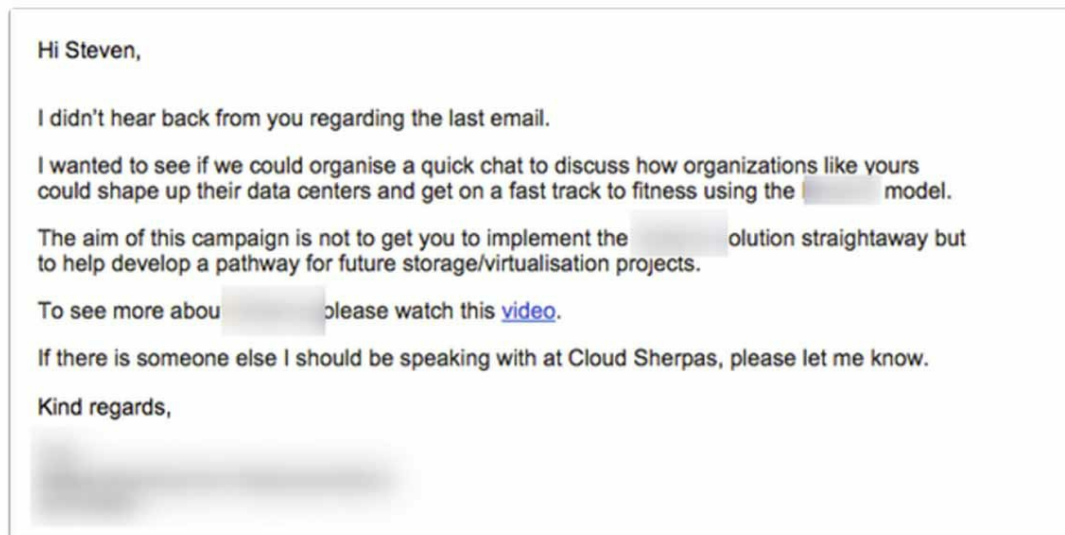 Hi Steven,
I didn't hear back from you regarding the last email.
I wanted to see if we could organise a quick chat to discuss how organizations like yours
could shape up their data centers and get on a fast track to fitness using the model.
The aim of this campaign is not to get you to implement the olution straightaway but
to help develop a pathway for future storage/virtualisation projects.
To see more abou please watch this video.
If there is someone else I should be speaking with at Cloud Sherpas, please let me know.
Kind regards,